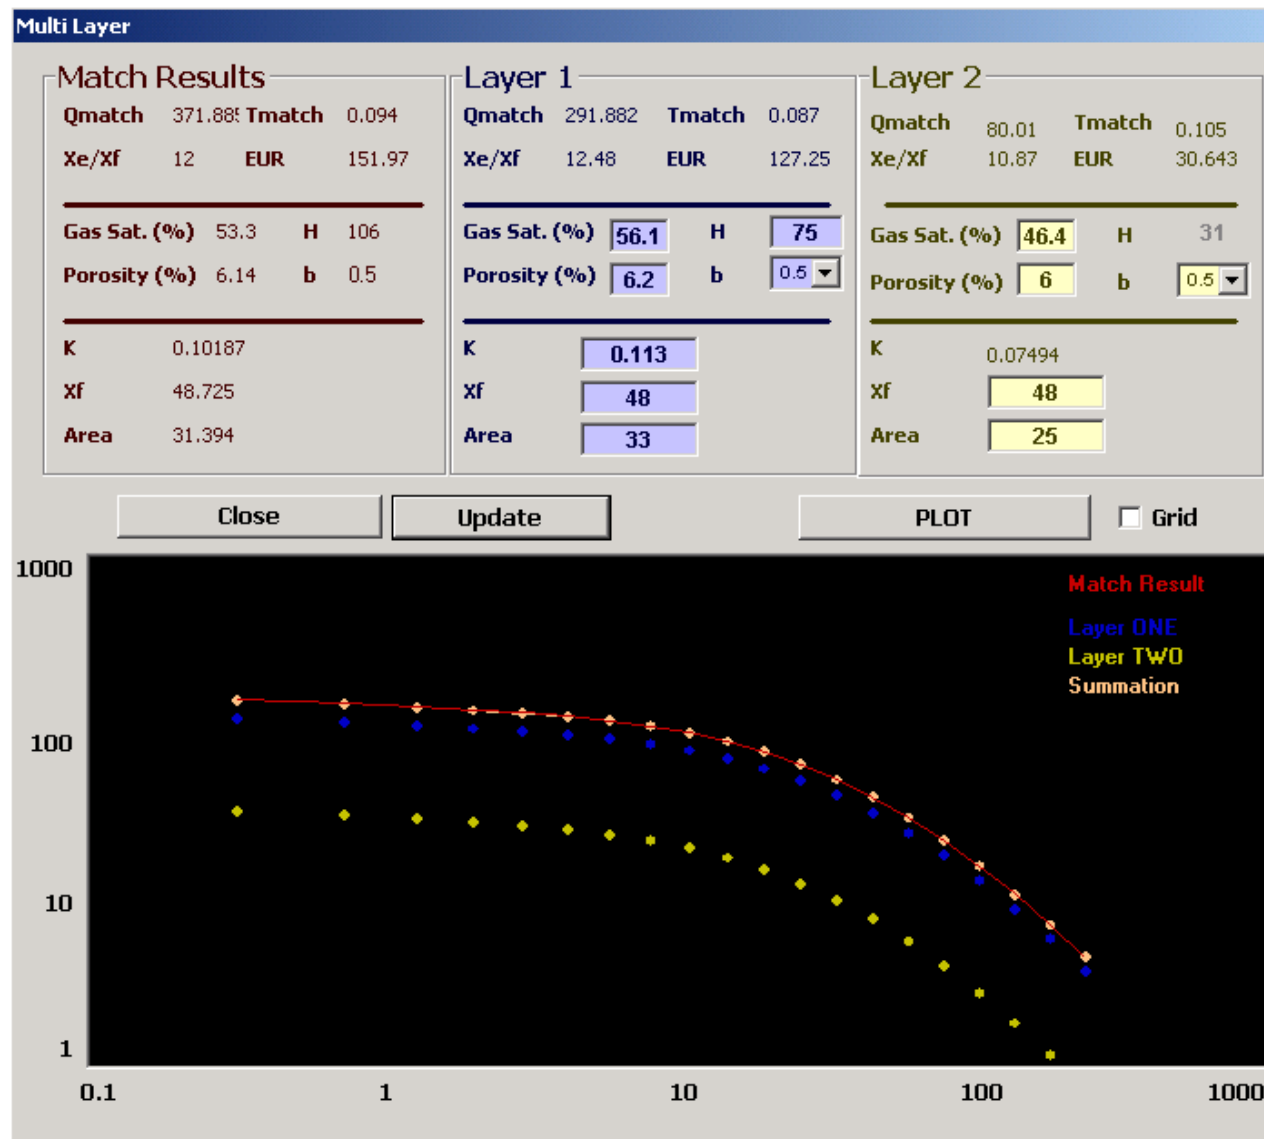 Multi Layer
Match Results
Qmatch 371.885 Tmatch 0.094
Xe/Xf 12 EUR 151.97
Gas Sat. (%) 53.3 H 106
Porosity (%) 6.14 b 0.5
K 0.10187
Xf 48.725
Area 31.394
Layer 1
Qmatch 291.882 Tmatch 0.087
Xe/Xf 12.48 EUR 127.25
Gas Sat. (%) 56.1 H 75
Porosity (%) 6.2 b 0.5
K 0.113
Xf 48
Area 33
Layer 2
Qmatch 80.01 Tmatch 0.105
Xe/Xf 10.87 EUR 30.643
Gas Sat. (%) 46.4 H 31
Porosity (%) 6 b 0.5
K 0.07494
Xf 48
Area 25
Close Update PLOT Grid
1000
100
10
1
Match Result
Layer ONE
Layer TWO
Summation
0.1 1 10 100 1000